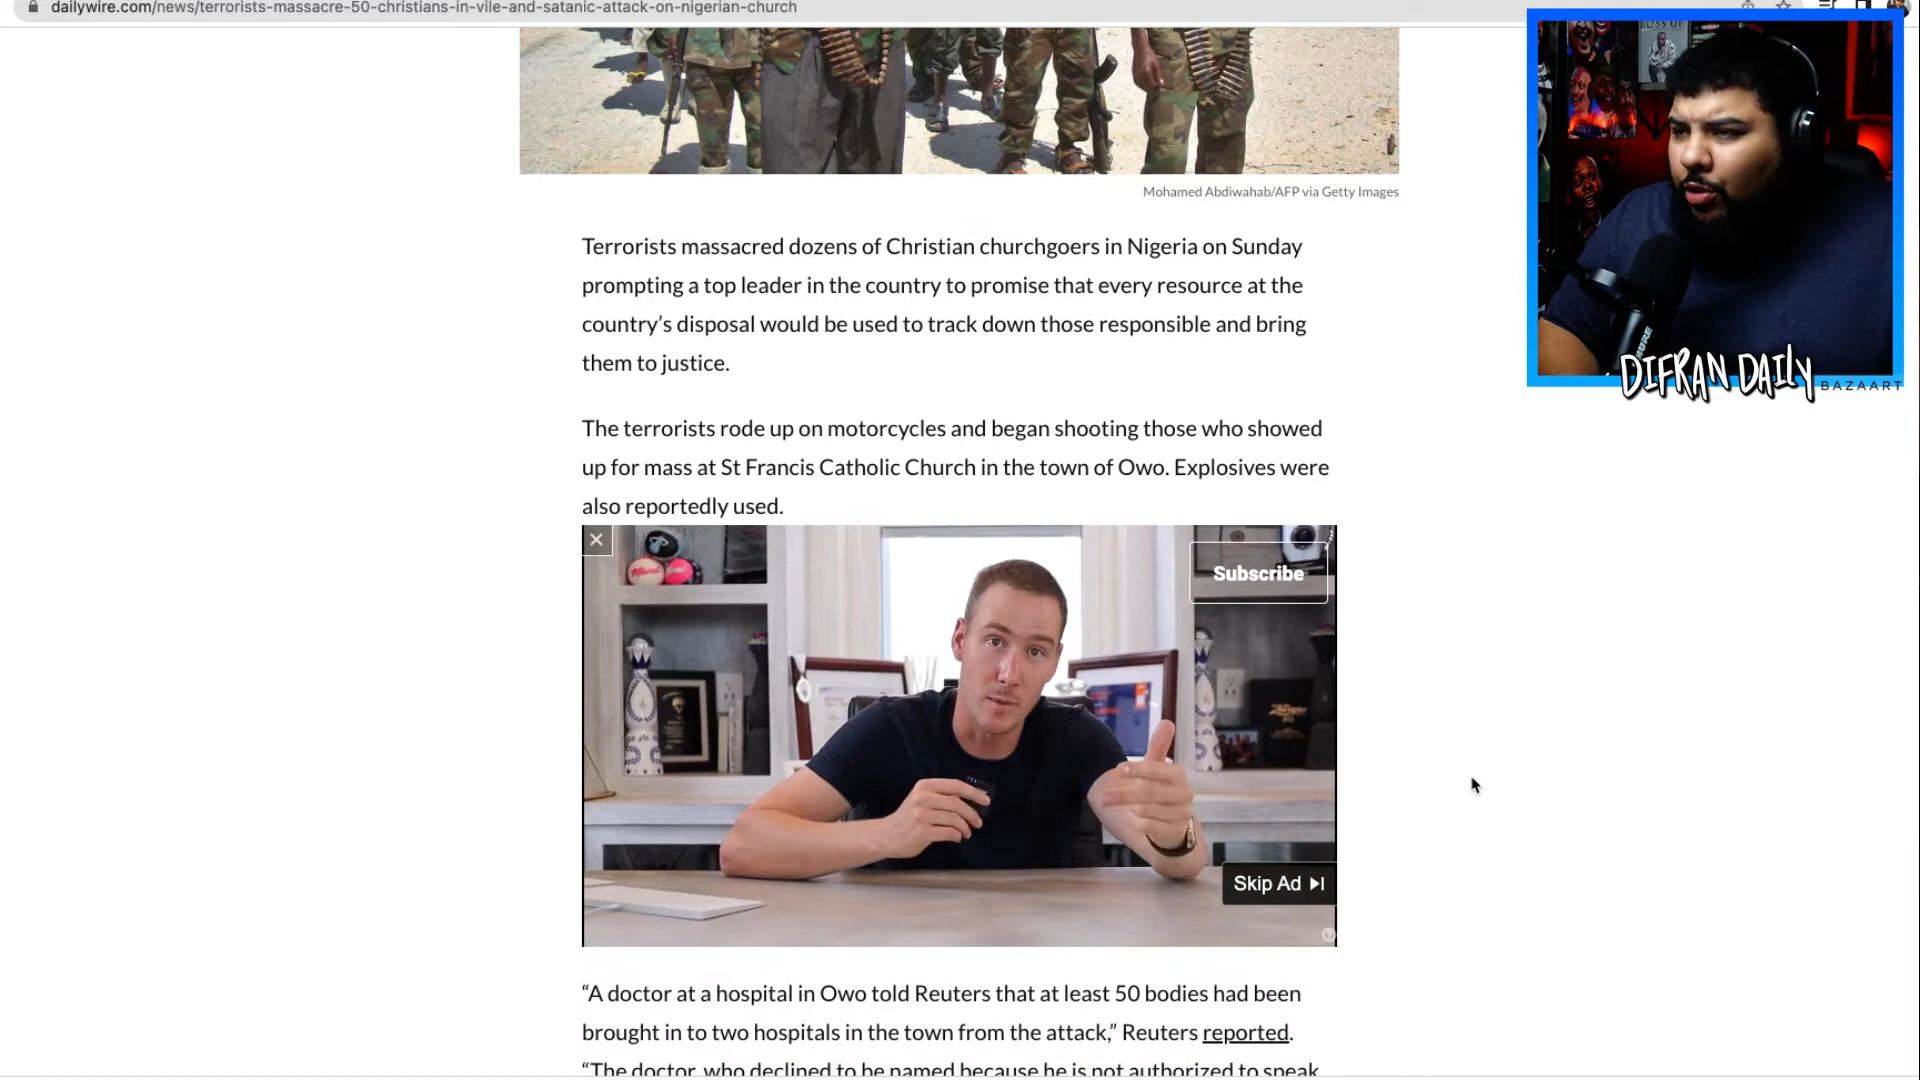 dailywire.com/news/terrorists-massacre-50-christians-in-vile-and-satanic-attack-on-nigerian-church
Mohamed Abdiwahab/AFP via Getty Images
Terrorists massacred dozens of Christian churchgoers in Nigeria on Sunday
prompting a top leader in the country to promise that every resource at the
country’s disposal would be used to track down those responsible and bring
them to justice.
The terrorists rode up on motorcycles and began shooting those who showed
up for mass at St Francis Catholic Church in the town of Owo. Explosives were
also reportedly used.
Subscribe
Skip Ad
“A doctor at a hospital in Owo told Reuters that at least 50 bodies had been
brought in to two hospitals in the town from the attack,” Reuters reported.
“The doctor, who declined to be named because he is not authorized to speak
SHURE
DIFRAN DAILY
BAZAART